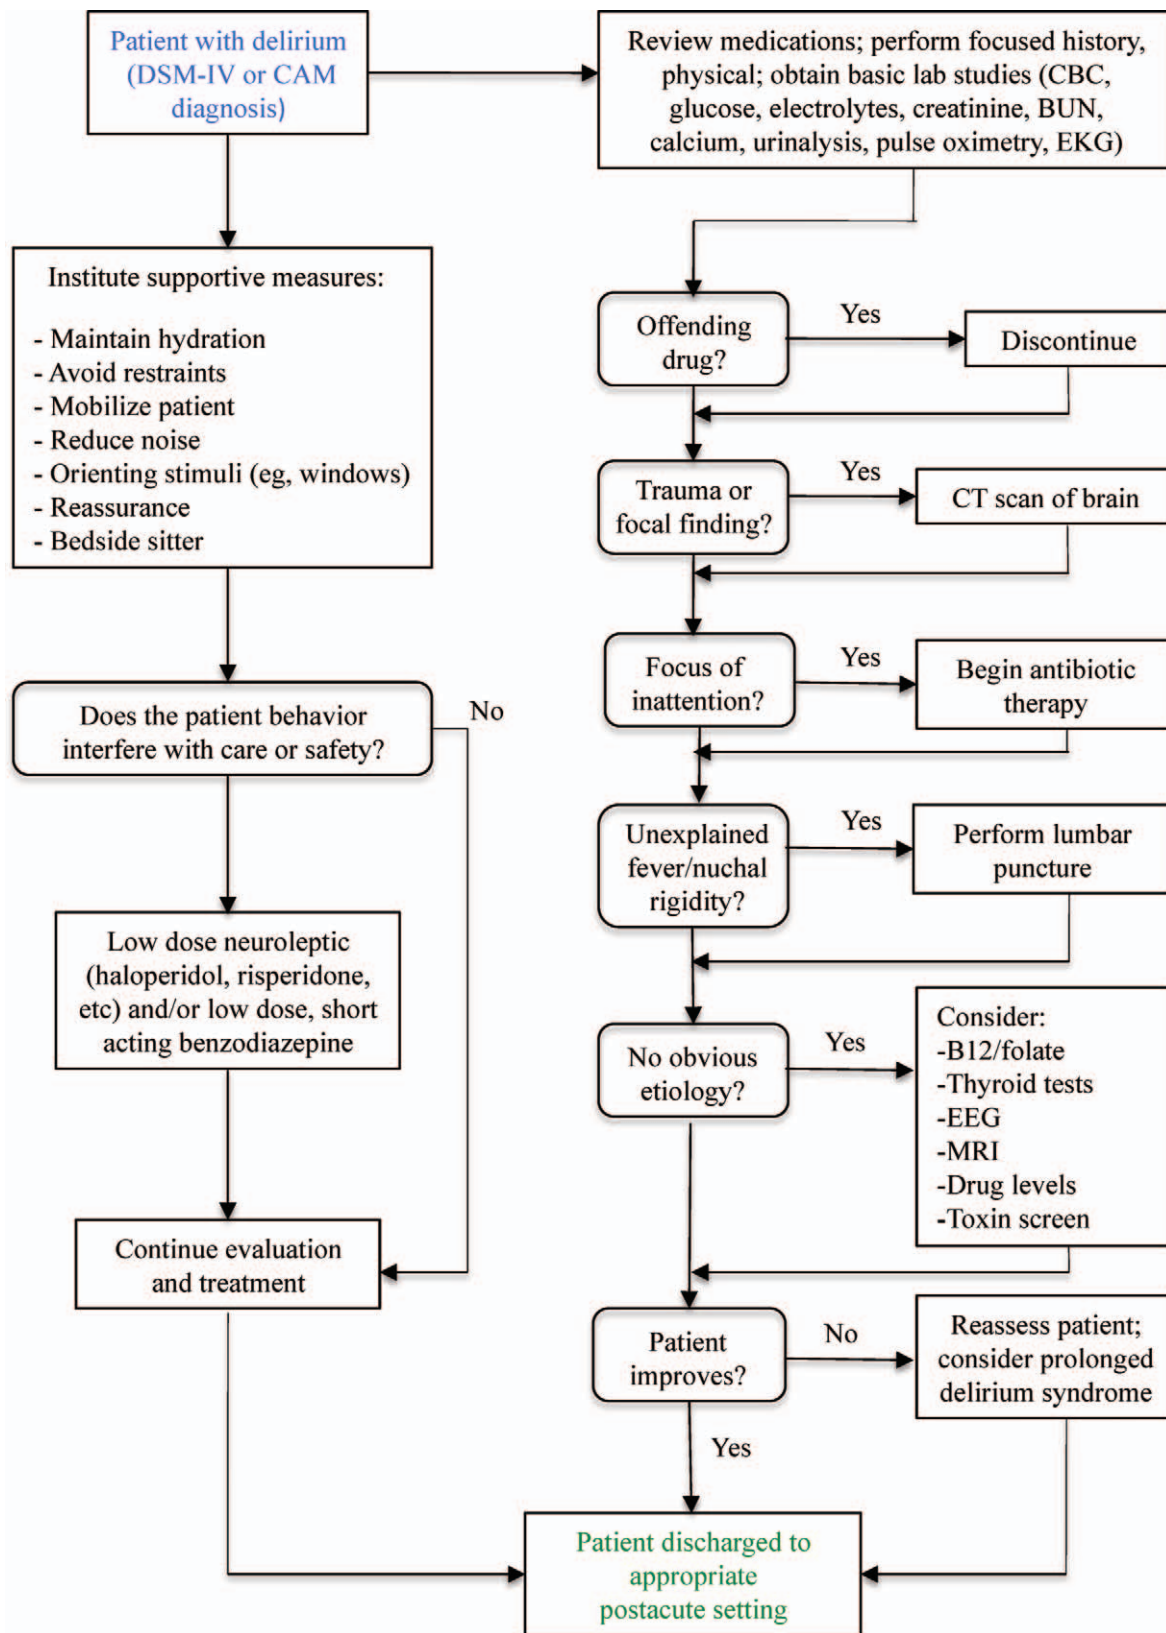 Patient with delirium
(DSM-IV or CAM
diagnosis)
Review medications; perform focused history,
physical; obtain basic lab studies (CBC,
glucose, electrolytes, creatinine, BUN,
calcium, urinalysis, pulse oximetry, EKG)
Institute supportive measures:
- Maintain hydration
- Avoid restraints
- Mobilize patient
- Reduce noise
- Orienting stimuli (eg, windows)
- Reassurance
- Bedside sitter
Does the patient behavior
interfere with care or safety?
No
Low dose neuroleptic
(haloperidol, risperidone,
etc) and/or low dose, short
acting benzodiazepine
Continue evaluation
and treatment
Offending
drug?
Yes
Discontinue
Trauma or
focal finding?
Yes
CT scan of brain
Focus of
inattention?
Yes
Begin antibiotic
therapy
Unexplained
fever/nuchal
rigidity?
Yes
Perform lumbar
puncture
No obvious
etiology?
Yes
Consider:
-B12/folate
-Thyroid tests
-EEG
-MRI
-Drug levels
-Toxin screen
Patient
improves?
No
Reassess patient;
consider prolonged
delirium syndrome
Yes
Patient discharged to
appropriate
postacute setting